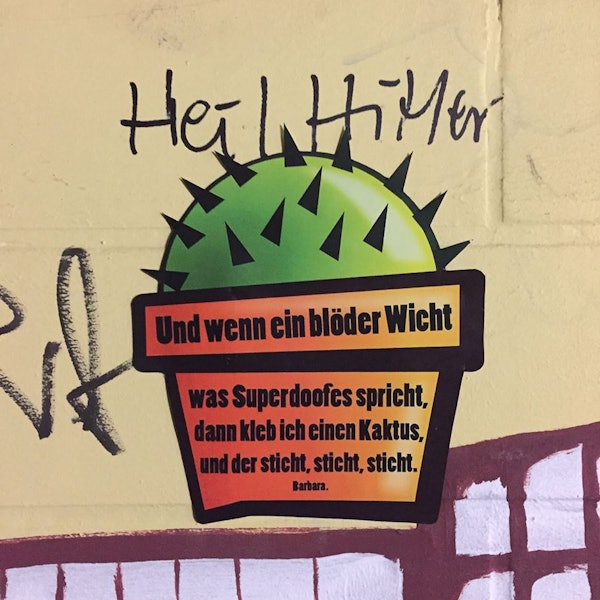 Heil Hitler
Und wenn ein blöder Wicht
was Superdoofes spricht,
dann kleb ich einen Kaktus,
und der sticht, sticht, sticht.
Barbara.